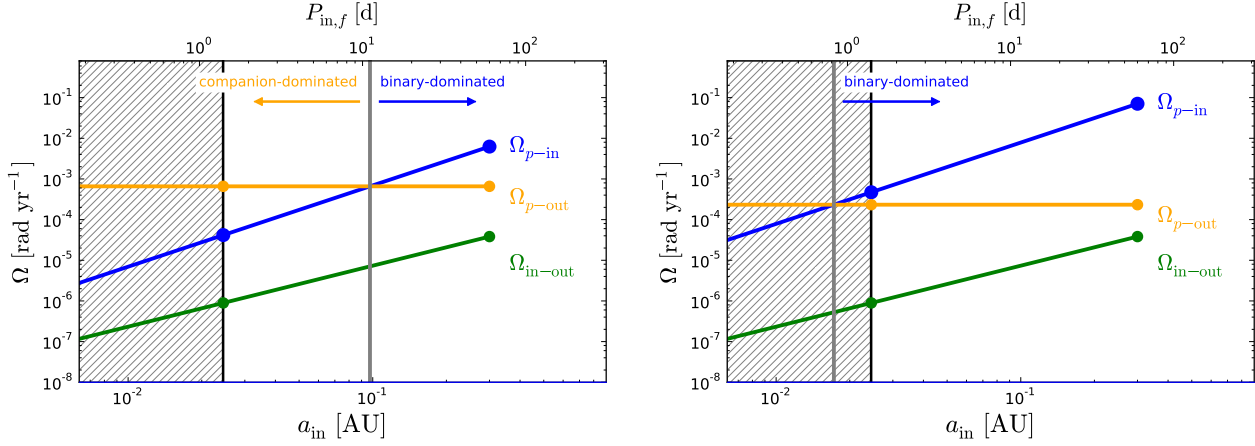 P_in,f [d]
10^0 10^1 10^2
companion-dominated binary-dominated
Ω_p−in
Ω_p−out
Ω_in−out
10^-1
10^-2
10^-3
10^-4
10^-5
10^-6
10^-7
10^-8
Ω [rad yr^−1]
10^-2 10^-1
a_in [AU]
P_in,f [d]
10^0 10^1 10^2
binary-dominated
Ω_p−in
Ω_p−out
Ω_in−out
10^-1
10^-2
10^-3
10^-4
10^-5
10^-6
10^-7
10^-8
Ω [rad yr^−1]
10^-2 10^-1
a_in [AU]